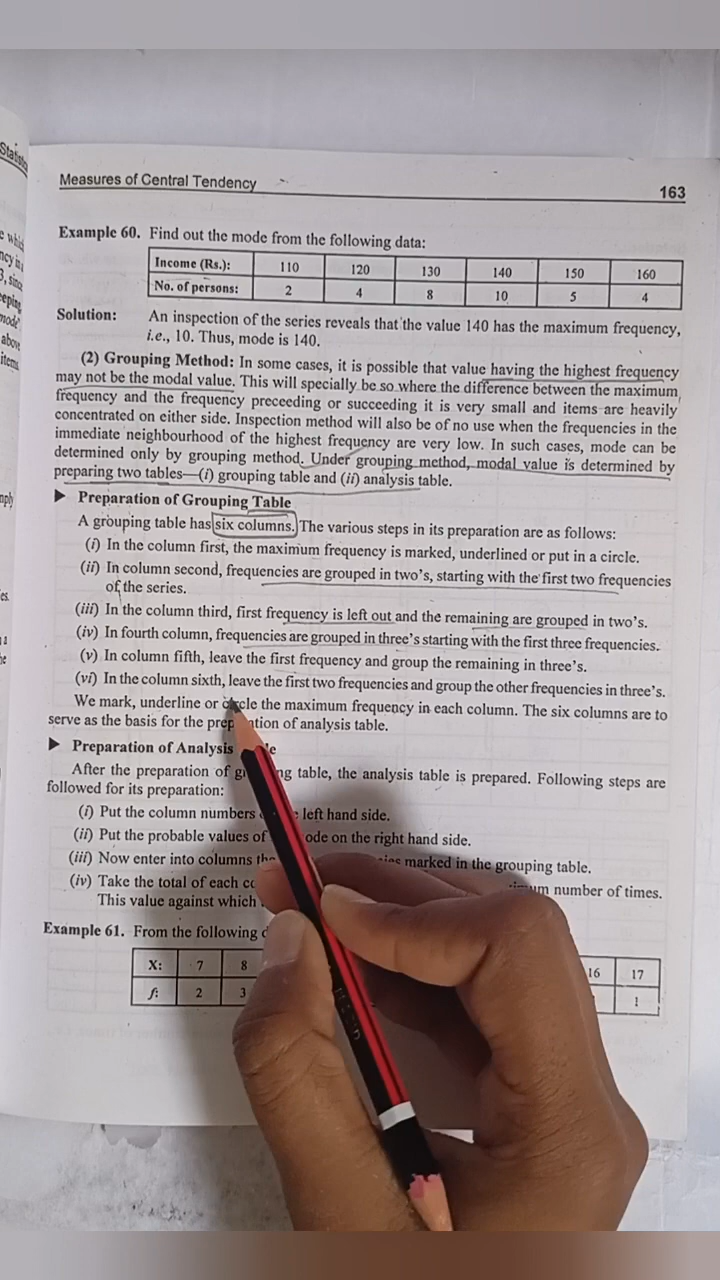 Measures of Central Tendency
163
Example 60. Find out the mode from the following data:
Income (Rs.): 110 120 130 140 150 160
No. of persons: 2 4 8 10 5 4
Solution: An inspection of the series reveals that the value 140 has the maximum frequency,
i.e., 10. Thus, mode is 140.
(2) Grouping Method: In some cases, it is possible that value having the highest frequency
may not be the modal value. This will specially be so where the difference between the maximum
frequency and the frequency preceeding or succeeding it is very small and items are heavily
concentrated on either side. Inspection method will also be of no use when the frequencies in the
immediate neighbourhood of the highest frequency are very low. In such cases, mode can be
determined only by grouping method. Under grouping method, modal value is determined by
preparing two tables—(i) grouping table and (ii) analysis table.
▶ Preparation of Grouping Table
A grouping table has six columns. The various steps in its preparation are as follows:
(i) In the column first, the maximum frequency is marked, underlined or put in a circle.
(ii) In column second, frequencies are grouped in two's, starting with the first two frequencies
of the series.
(iii) In the column third, first frequency is left out and the remaining are grouped in two's.
(iv) In fourth column, frequencies are grouped in three's starting with the first three frequencies.
(v) In column fifth, leave the first frequency and group the remaining in three's.
(vi) In the column sixth, leave the first two frequencies and group the other frequencies in three's.
We mark, underline or circle the maximum frequency in each column. The six columns are to
serve as the basis for the preparation of analysis table.
▶ Preparation of Analysis
After the preparation of table, the analysis table is prepared. Following steps are
followed for its preparation:
(i) Put the column numbers left hand side.
(ii) Put the probable values of on the right hand side.
(iii) Now enter into columns marked in the grouping table.
(iv) Take the total of each number of times.
This value against which
Example 61. From the following
X: 7 8 16 17
f: 2 3 1